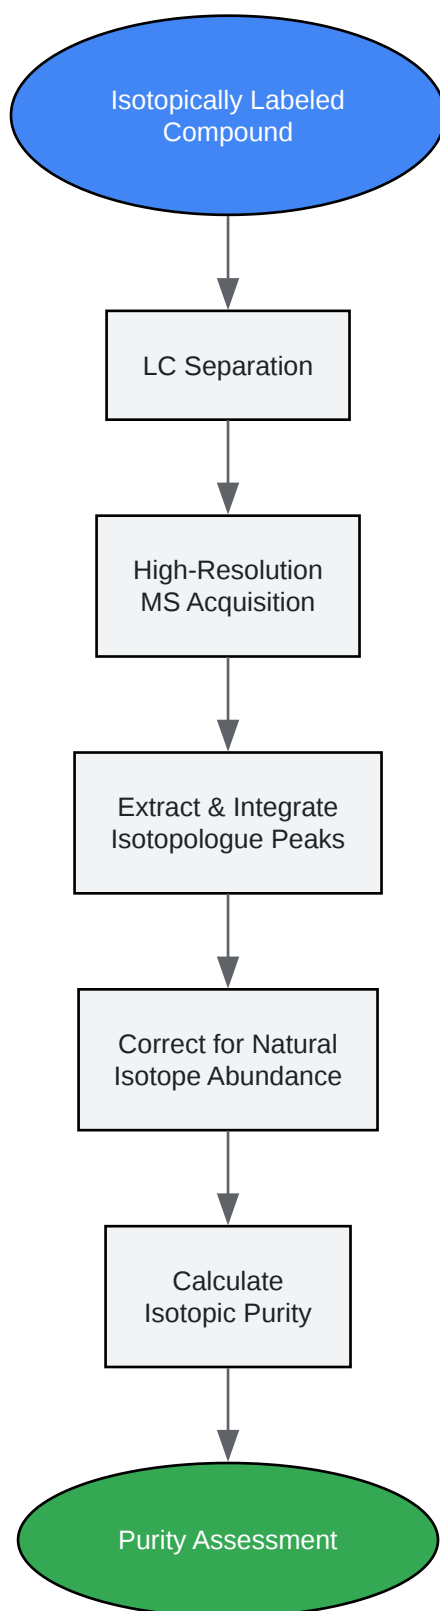 Isotopically Labeled
Compound
LC Separation
High-Resolution
MS Acquisition
Extract & Integrate
Isotopologue Peaks
Correct for Natural
Isotope Abundance
Calculate
Isotopic Purity
Purity Assessment